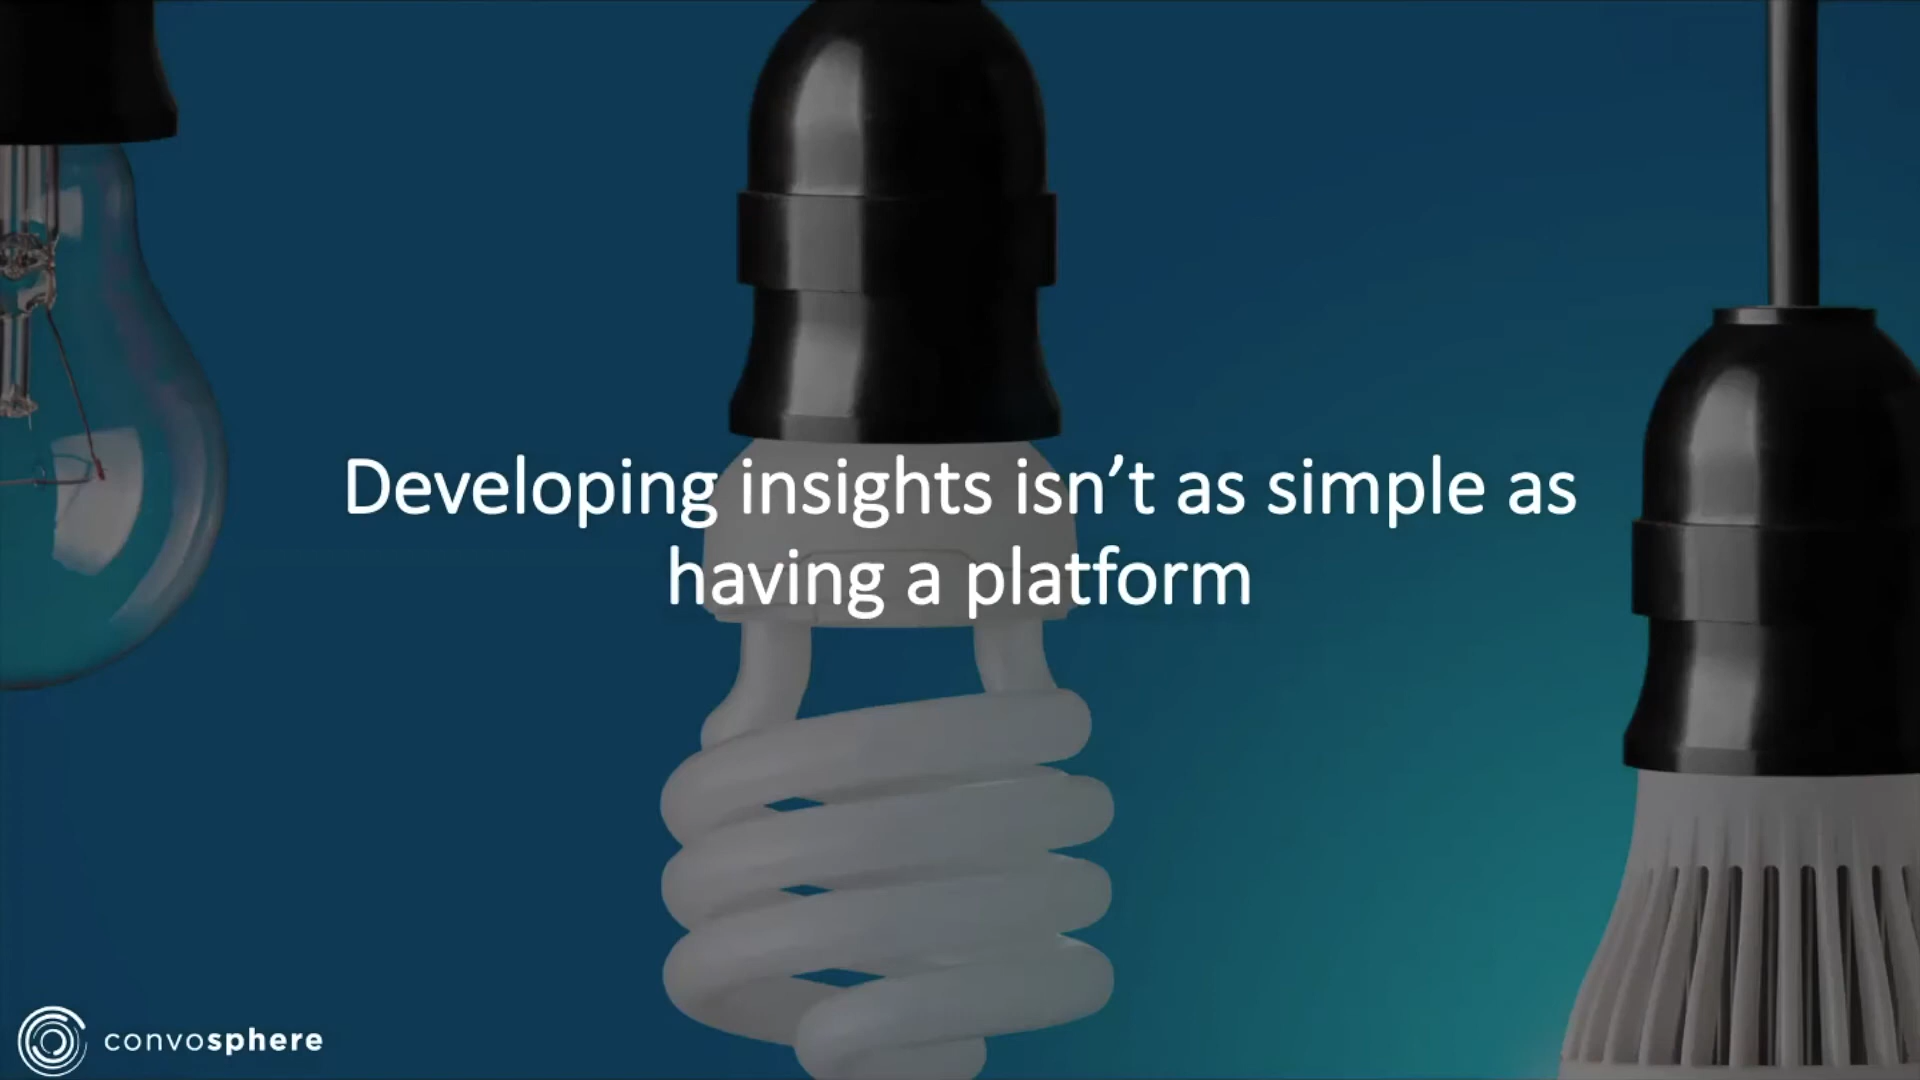 Developing insights isn’t as simple as
having a platform
convosphere